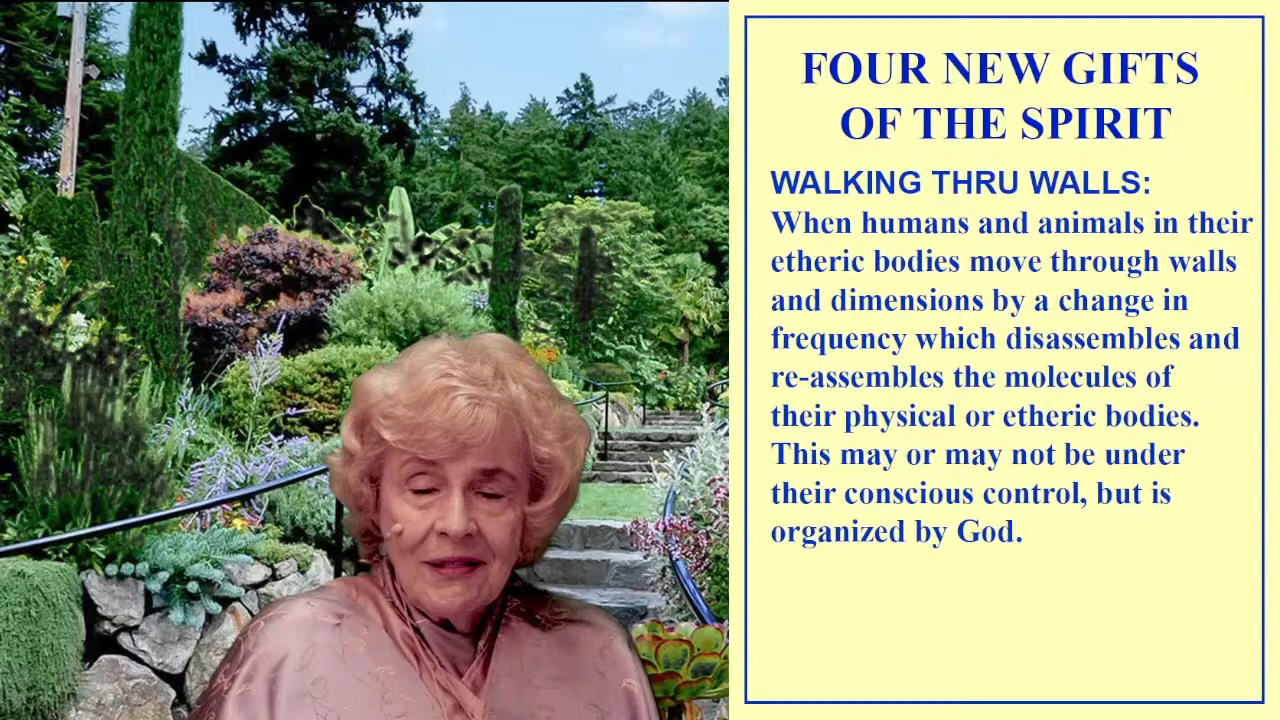 FOUR NEW GIFTS
OF THE SPIRIT
WALKING THRU WALLS:
When humans and animals in their
etheric bodies move through walls
and dimensions by a change in
frequency which disassembles and
re-assembles the molecules of
their physical or etheric bodies.
This may or may not be under
their conscious control, but is
organized by God.